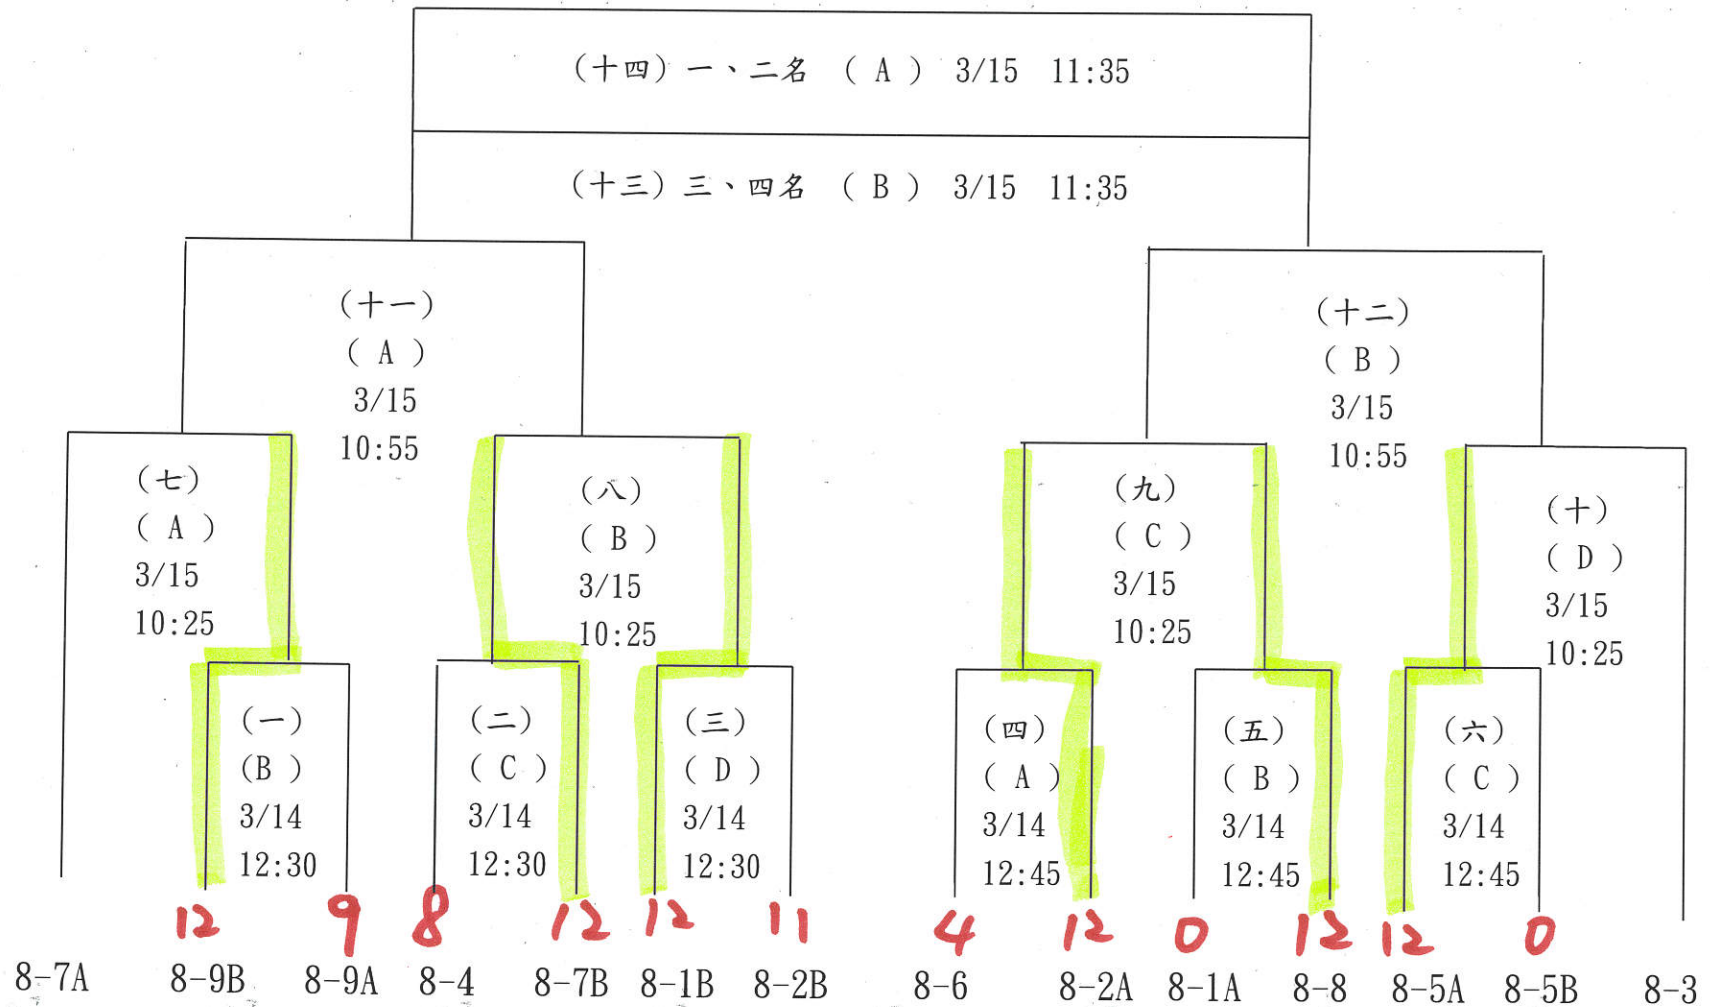 (十四) 一、二名 ( A ) 3/15 11:35
(十三) 三、四名 ( B ) 3/15 11:35
(十一)
( A )
3/15
10:55
(十二)
( B )
3/15
10:55
(七)
( A )
3/15
10:25
(八)
( B )
3/15
10:25
(九)
( C )
3/15
10:25
(十)
( D )
3/15
10:25
(一)
(B )
3/14
12:30
(二)
( C )
3/14
12:30
(三)
( D )
3/14
12:30
(四)
( A )
3/14
12:45
(五)
( B )
3/14
12:45
(六)
( C )
3/14
12:45
12 9 8 12 12 11 4 12 0 12 12 0
8-7A 8-9B 8-9A 8-4 8-7B 8-1B 8-2B 8-6 8-2A 8-1A 8-8 8-5A 8-5B 8-3